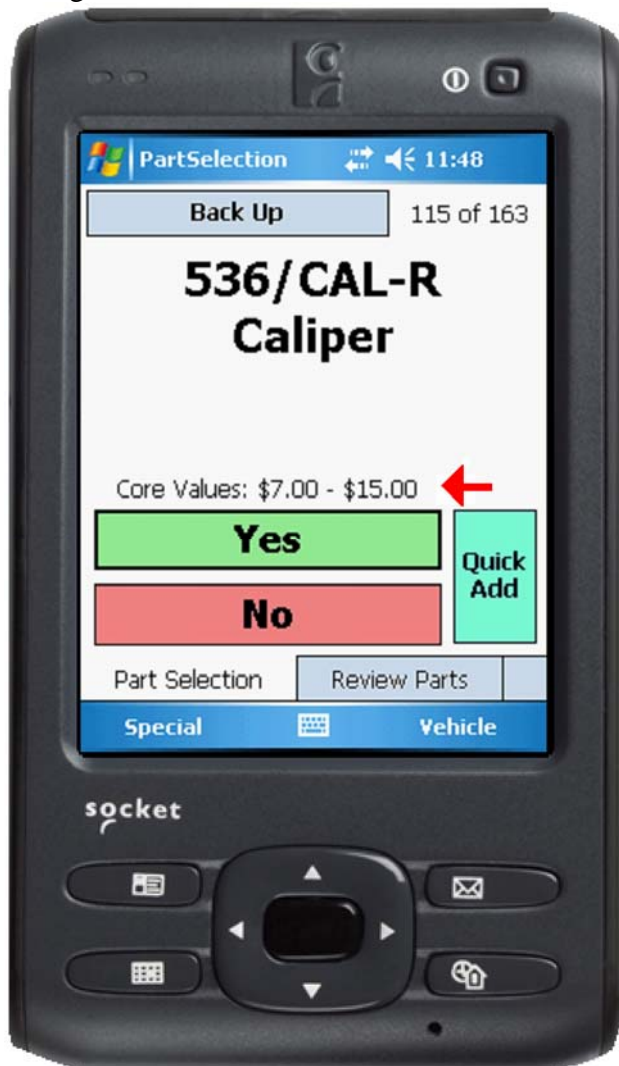 PartSelection 11:48
Back Up 115 of 163
536/CAL-R
Caliper
Core Values: $7.00 - $15.00
Yes
Quick
Add
No
Part Selection Review Parts
Special Vehicle
socket